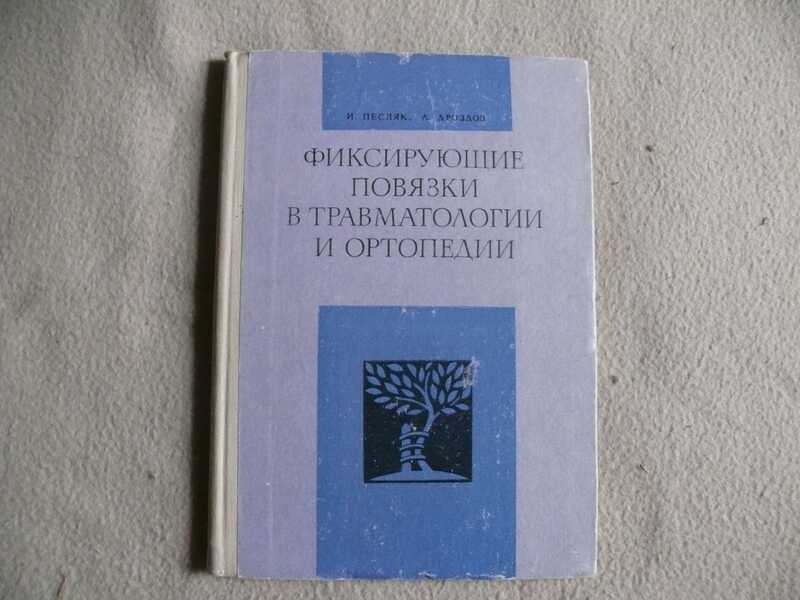 И. ПЕСЛЯК, А. ДРОЗДОВ
ФИКСИРУЮЩИЕ
ПОВЯЗКИ
В ТРАВМАТОЛОГИИ
И ОРТОПЕДИИ